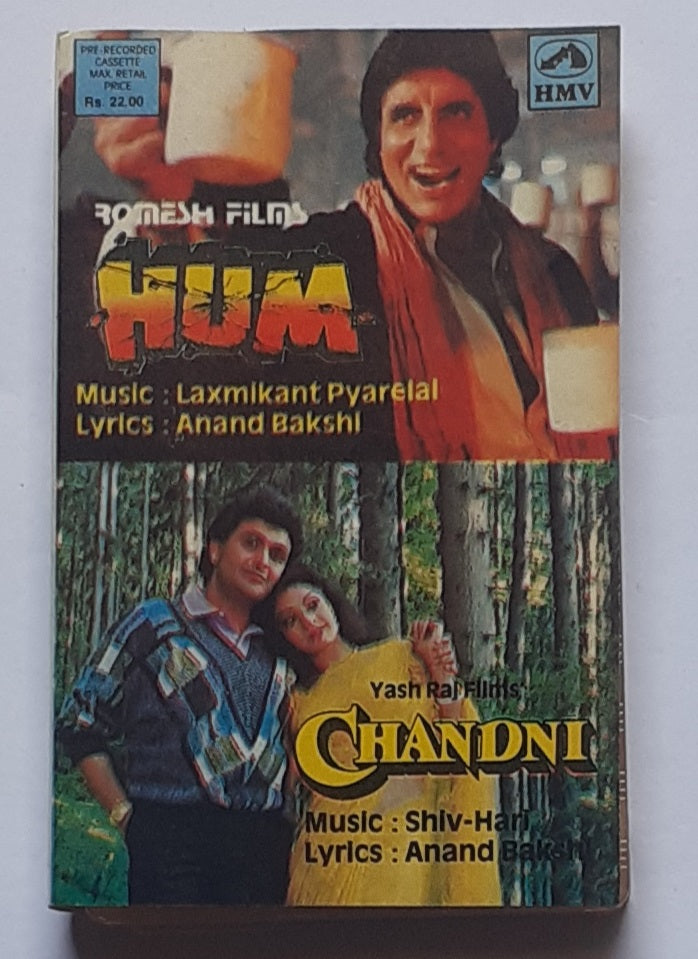 PRE-RECORDED
CASSETTE
MAX. RETAIL
PRICE
Rs. 22.00
HMV
ROMESH FILMS
HUM
Music : Laxmikant Pyarelal
Lyrics : Anand Bakshi
Yash Raj Films'
CHANDNI
Music : Shiv-Hari
Lyrics : Anand Bakshi